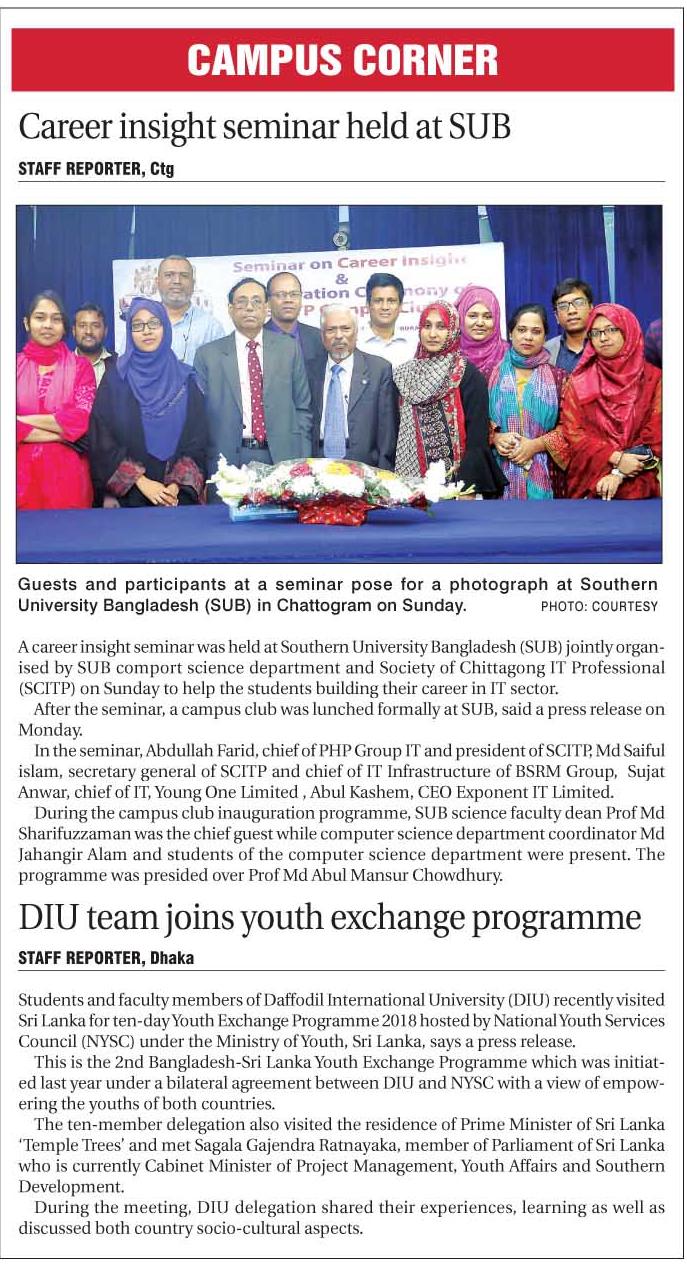 CAMPUS CORNER
Career insight seminar held at SUB
STAFF REPORTER, Ctg
Seminar on Career Insight
&
Guests and participants at a seminar pose for a photograph at Southern
University Bangladesh (SUB) in Chattogram on Sunday. PHOTO: COURTESY
A career insight seminar was held at Southern University Bangladesh (SUB) jointly organ-
ised by SUB comport science department and Society of Chittagong IT Professional
(SCITP) on Sunday to help the students building their career in IT sector.
After the seminar, a campus club was lunched formally at SUB, said a press release on
Monday.
In the seminar, Abdullah Farid, chief of PHP Group IT and president of SCITP, Md Saiful
islam, secretary general of SCITP and chief of IT Infrastructure of BSRM Group, Sujat
Anwar, chief of IT, Young One Limited , Abul Kashem, CEO Exponent IT Limited.
During the campus club inauguration programme, SUB science faculty dean Prof Md
Sharifuzzaman was the chief guest while computer science department coordinator Md
Jahangir Alam and students of the computer science department were present. The
programme was presided over Prof Md Abul Mansur Chowdhury.
DIU team joins youth exchange programme
STAFF REPORTER, Dhaka
Students and faculty members of Daffodil International University (DIU) recently visited
Sri Lanka for ten-day Youth Exchange Programme 2018 hosted by National Youth Services
Council (NYSC) under the Ministry of Youth, Sri Lanka, says a press release.
This is the 2nd Bangladesh-Sri Lanka Youth Exchange Programme which was initiat-
ed last year under a bilateral agreement between DIU and NYSC with a view of empow-
ering the youths of both countries.
The ten-member delegation also visited the residence of Prime Minister of Sri Lanka
‘Temple Trees’ and met Sagala Gajendra Ratnayaka, member of Parliament of Sri Lanka
who is currently Cabinet Minister of Project Management, Youth Affairs and Southern
Development.
During the meeting, DIU delegation shared their experiences, learning as well as
discussed both country socio-cultural aspects.